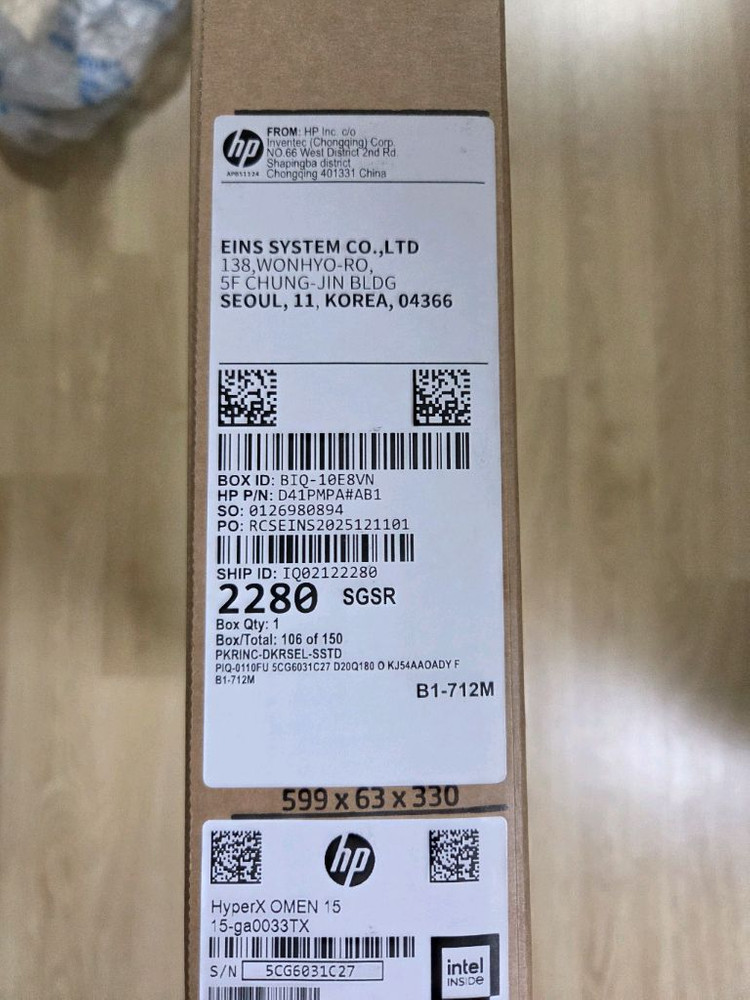 hp
AP051124
FROM: HP Inc. c/o
Inventec (Chongqing) Corp.
NO.66 West District 2nd Rd.
Shapingba district
Chongqing 401331 China
EINS SYSTEM CO.,LTD
138,WONHYO-RO,
5F CHUNG-JIN BLDG
SEOUL, 11, KOREA, 04366
BOX ID: BIQ-10E8VN
HP P/N: D41PMPA#AB1
SO: 0126980894
PO: RCSEINS2025121101
SHIP ID: IQ02122280
2280 SGSR
Box Qty: 1
Box/Total: 106 of 150
PKRINC-DKRSEL-SSTD
PIQ-0110FU 5CG6031C27 D20Q180 O KJ54AAOADY F
B1-712M
B1-712M
599 x 63 x 330
hp
HyperX OMEN 15
15-ga0033TX
S/N 5CG6031C27
intel
INSIDE